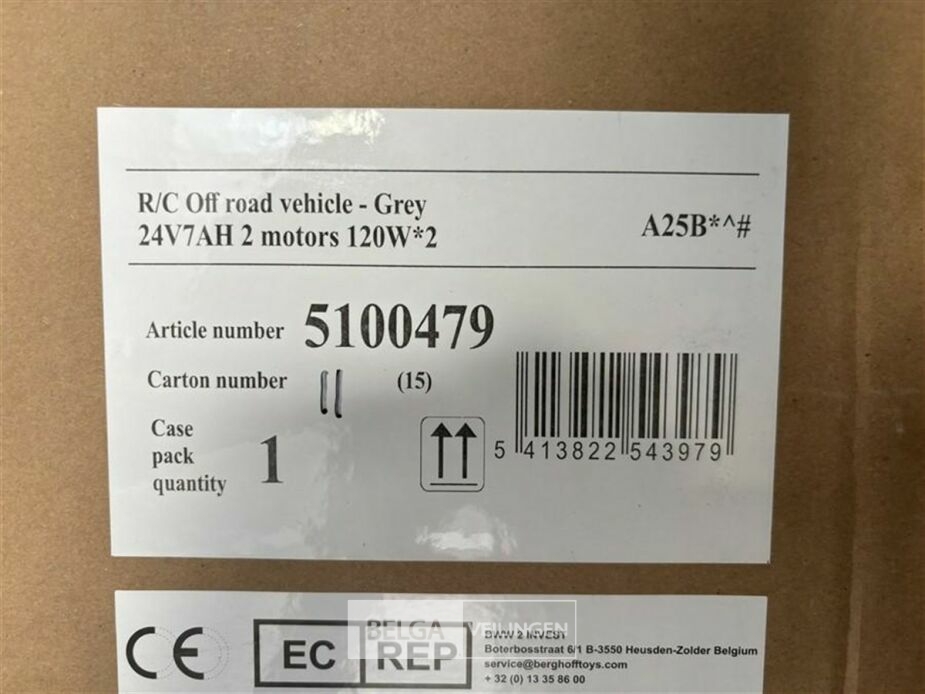 R/C Off road vehicle - Grey
24V7AH 2 motors 120W*2
A25B*^#
Article number 5100479
Carton number 11 (15)
Case
pack
quantity
1
5 413822 543979
CE
EC REP
BELGA
VEILINGEN
BWW 2 INVEST
Boterbosstraat 6/1 B-3550 Heusden-Zolder Belgium
service@berghofftoys.com
+ 32 (0) 13 35 86 00